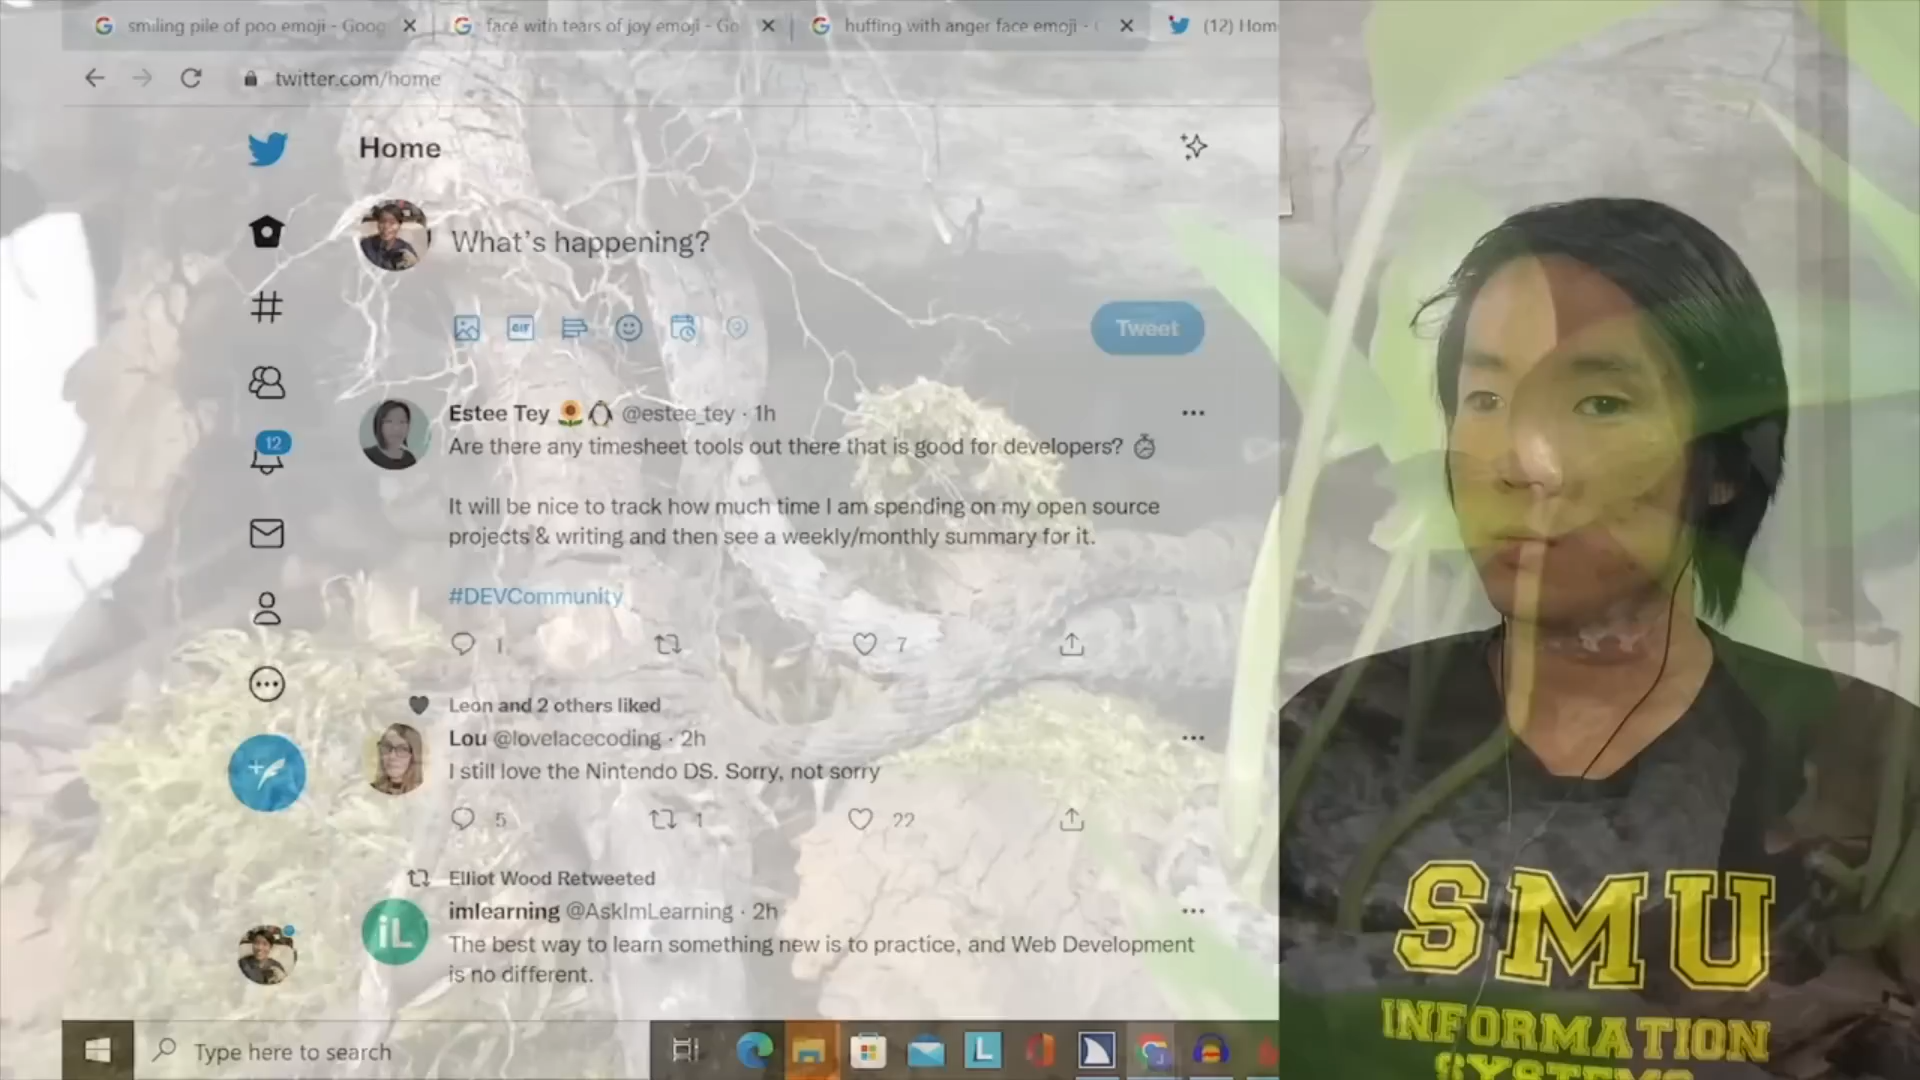 smiling pile of poo emoji - Goog
face with tears of joy emoji - Go
huffing with anger face emoji -
(12) Hom
twitter.com/home
Home
What's happening?
GIF
Tweet
Estee Tey 🌻🐧 @estee_tey · 1h
Are there any timesheet tools out there that is good for developers? ⏱
It will be nice to track how much time I am spending on my open source
projects & writing and then see a weekly/monthly summary for it.
#DEVCommunity
1
7
12
Leon and 2 others liked
Lou @lovelacecoding · 2h
I still love the Nintendo DS. Sorry, not sorry
5 1 22
Elliot Wood Retweeted
imlearning @AskImLearning · 2h
iL
The best way to learn something new is to practice, and Web Development
is no different.
Type here to search
L
SMU
INFORMATION
SYSTEMS